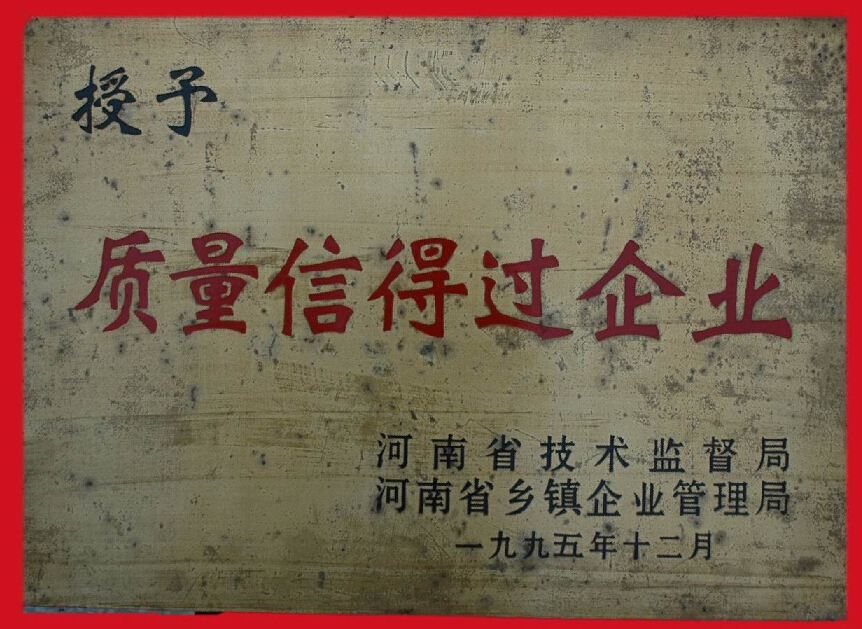 授予
质量信得过企业
河南省技术监督局
河南省乡镇企业管理局
一九九五年十二月